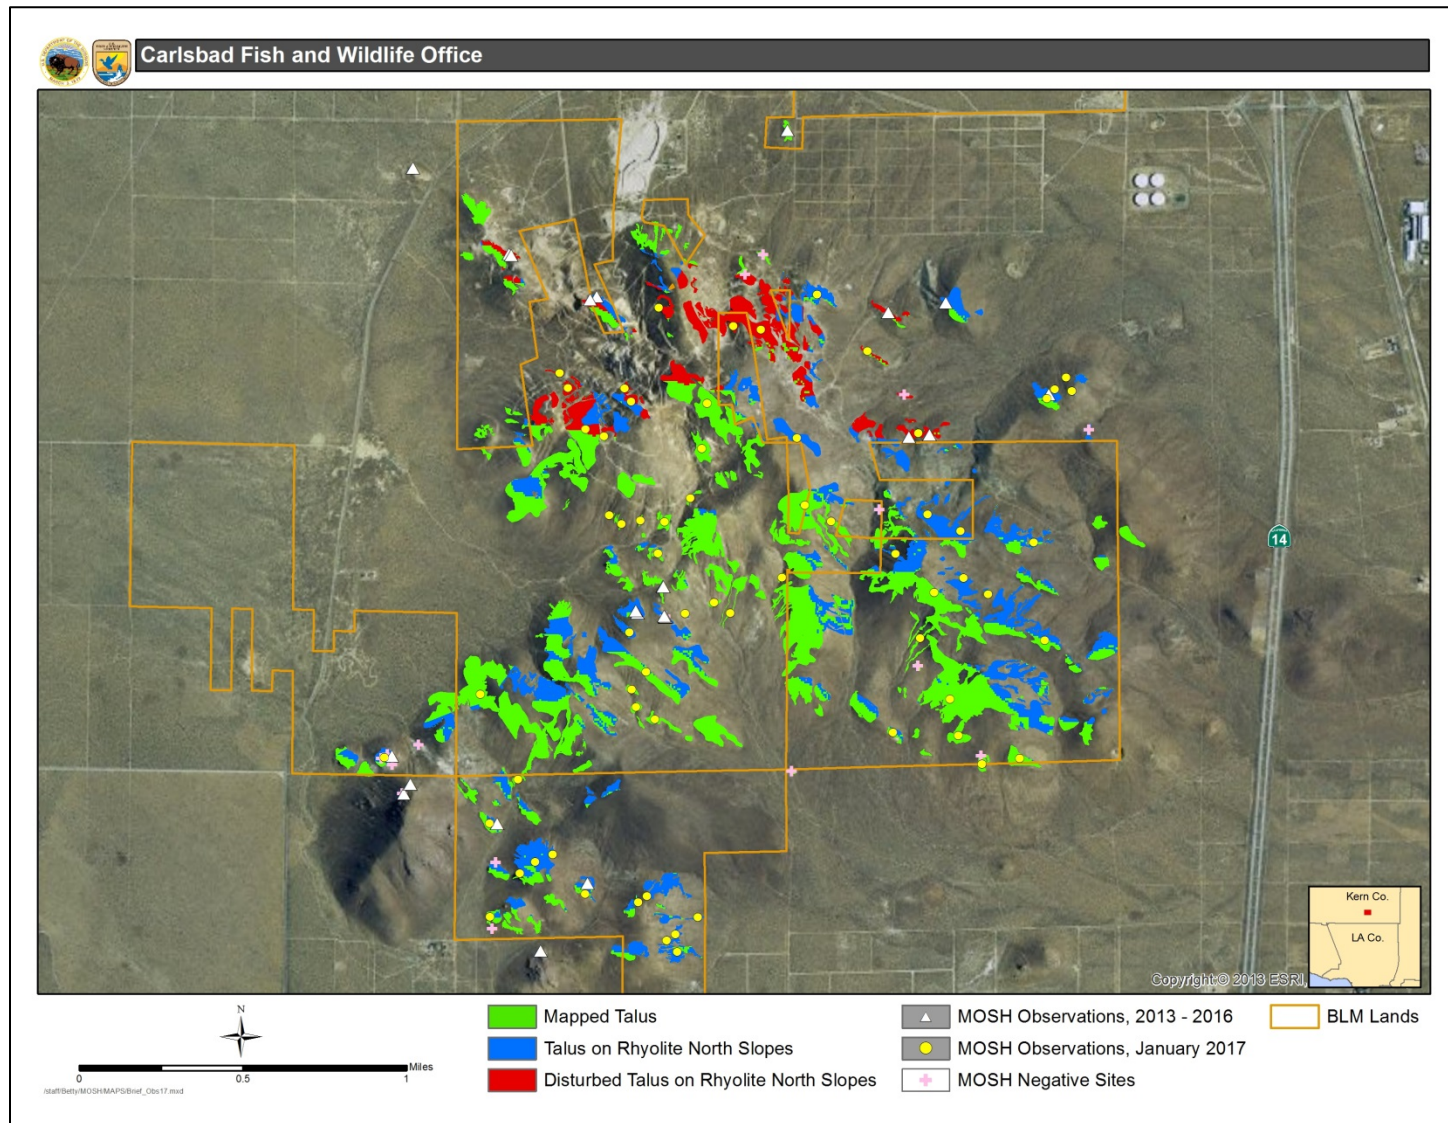 Carlsbad Fish and Wildlife Office
14
Kern Co.
LA Co.
Copyright:© 2013 ESRI,
N
Miles
0 0.5 1
/staff/Betty/MOSH/MAPS/Brief_Obs17.mxd
Mapped Talus
Talus on Rhyolite North Slopes
Disturbed Talus on Rhyolite North Slopes
MOSH Observations, 2013 - 2016
MOSH Observations, January 2017
MOSH Negative Sites
BLM Lands